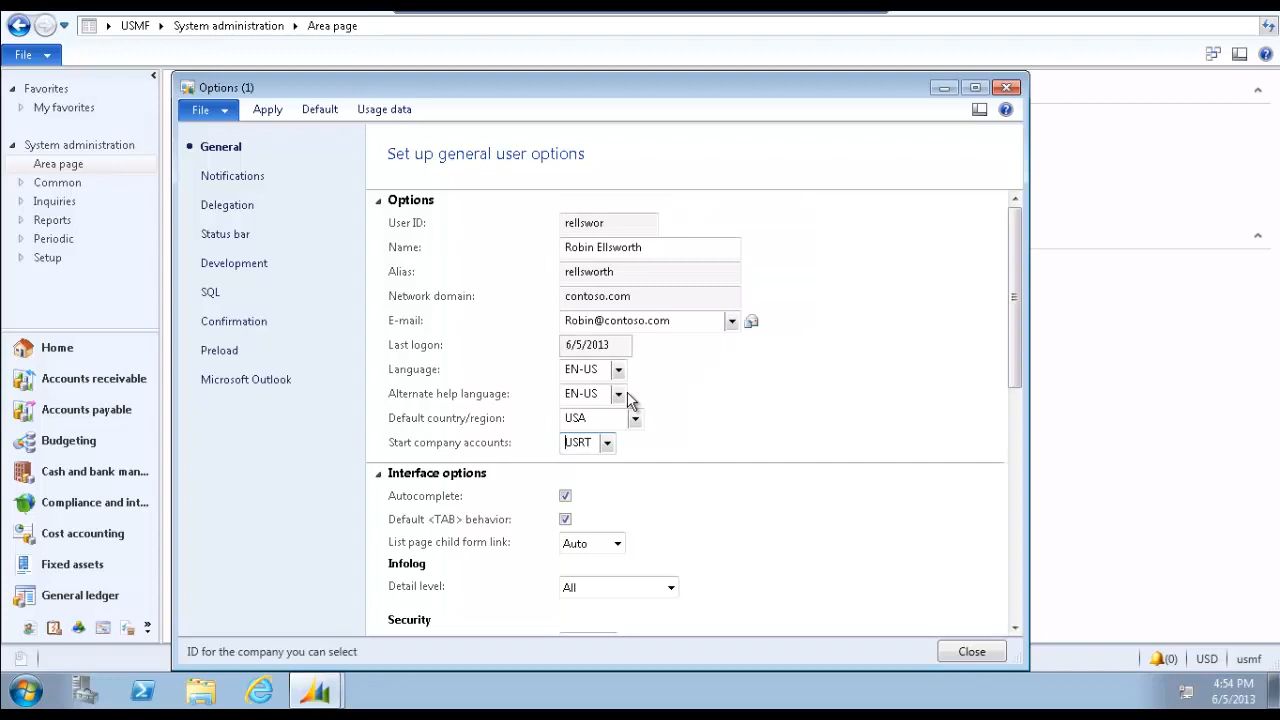 USMF System administration Area page
File
Favorites
My favorites
System administration
Area page
Common
Inquiries
Reports
Periodic
Setup
Home
Accounts receivable
Accounts payable
Budgeting
Cash and bank man...
Compliance and int...
Cost accounting
Fixed assets
General ledger
Options (1)
File Apply Default Usage data
General
Notifications
Delegation
Status bar
Development
SQL
Confirmation
Preload
Microsoft Outlook
Set up general user options
Options
User ID: rellswor
Name: Robin Ellsworth
Alias: rellsworth
Network domain: contoso.com
E-mail: Robin@contoso.com
Last logon: 6/5/2013
Language: EN-US
Alternate help language: EN-US
Default country/region: USA
Start company accounts: USRT
Interface options
Autocomplete:
Default <TAB> behavior:
List page child form link: Auto
Infolog
Detail level: All
Security
ID for the company you can select
Close
(0) USD usmf
4:54 PM
6/5/2013